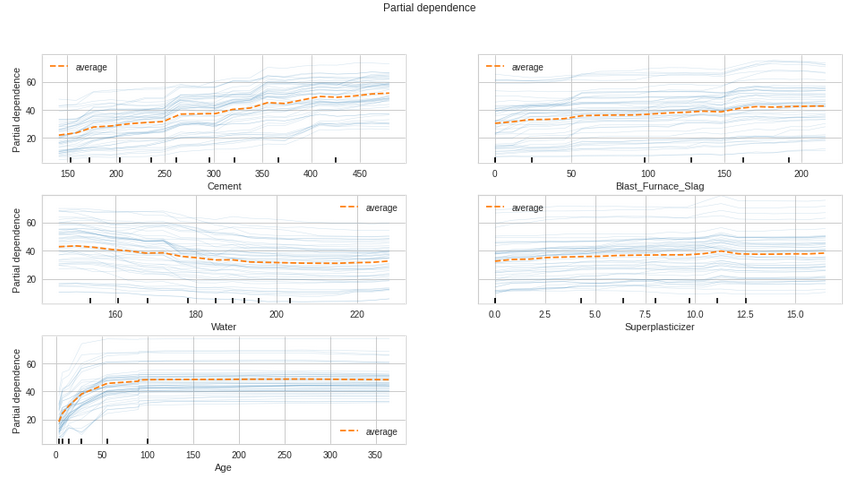 Partial dependence
average
Partial dependence
60
40
20
150 200 250 300 350 400 450
Cement
average
0 50 100 150 200
Blast_Furnace_Slag
average
Partial dependence
60
40
20
160 180 200 220
Water
average
0.0 2.5 5.0 7.5 10.0 12.5 15.0
Superplasticizer
Partial dependence
60
40
20
average
0 50 100 150 200 250 300 350
Age